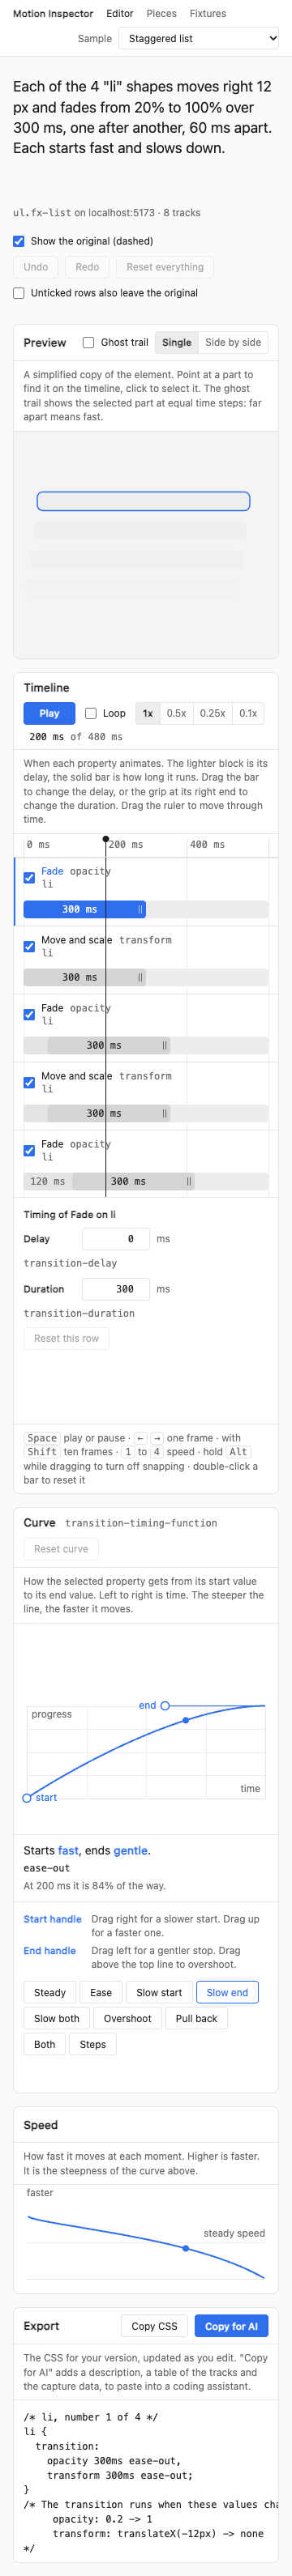 Motion Inspector Editor Pieces Fixtures
Sample Staggered list
Each of the 4 "li" shapes moves right 12
px and fades from 20% to 100% over
300 ms, one after another, 60 ms apart.
Each starts fast and slows down.
ul.fx-list on localhost:5173 · 8 tracks
Show the original (dashed)
Undo Redo Reset everything
Unticked rows also leave the original
Preview Ghost trail Single Side by side
A simplified copy of the element. Point at a part to
find it on the timeline, click to select it. The ghost
trail shows the selected part at equal time steps: far
apart means fast.
Timeline
Play Loop 1x 0.5x 0.25x 0.1x
200 ms of 480 ms
When each property animates. The lighter block is its
delay, the solid bar is how long it runs. Drag the bar
to change the delay, or the grip at its right end to
change the duration. Drag the ruler to move through
time.
0 ms 200 ms 400 ms
Fade opacity
li
300 ms
Move and scale transform
li
300 ms
Fade opacity
li
300 ms
Move and scale transform
li
300 ms
Fade opacity
li
120 ms 300 ms
Timing of Fade on li
Delay 0 ms
transition-delay
Duration 300 ms
transition-duration
Reset this row
Space play or pause · ← → one frame · with
Shift ten frames · 1 to 4 speed · hold Alt
while dragging to turn off snapping · double-click a
bar to reset it
Curve transition-timing-function
Reset curve
How the selected property gets from its start value
to its end value. Left to right is time. The steeper the
line, the faster it moves.
end
progress
time
start
Starts fast, ends gentle.
ease-out
At 200 ms it is 84% of the way.
Start handle Drag right for a slower start. Drag up
for a faster one.
End handle Drag left for a gentler stop. Drag
above the top line to overshoot.
Steady Ease Slow start Slow end
Slow both Overshoot Pull back
Both Steps
Speed
How fast it moves at each moment. Higher is faster.
It is the steepness of the curve above.
faster
steady speed
Export Copy CSS Copy for AI
The CSS for your version, updated as you edit. "Copy
for AI" adds a description, a table of the tracks and
the capture data, to paste into a coding assistant.
/* li, number 1 of 4 */
li {
transition:
opacity 300ms ease-out,
transform 300ms ease-out;
}
/* The transition runs when these values cha
opacity: 0.2 -> 1
transform: translateX(-12px) -> none
*/